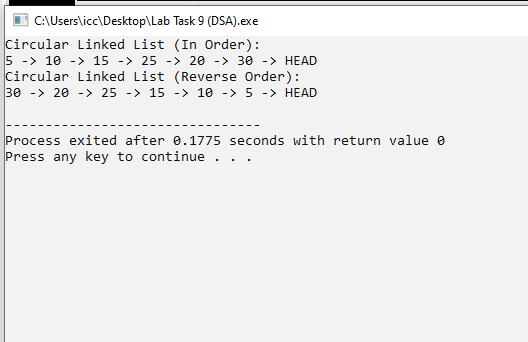 C:\Users\icc\Desktop\Lab Task 9 (DSA).exe
Circular Linked List (In Order):
5 -> 10 -> 15 -> 25 -> 20 -> 30 -> HEAD
Circular Linked List (Reverse Order):
30 -> 20 -> 25 -> 15 -> 10 -> 5 -> HEAD
--------------------------------
Process exited after 0.1775 seconds with return value 0
Press any key to continue . . .